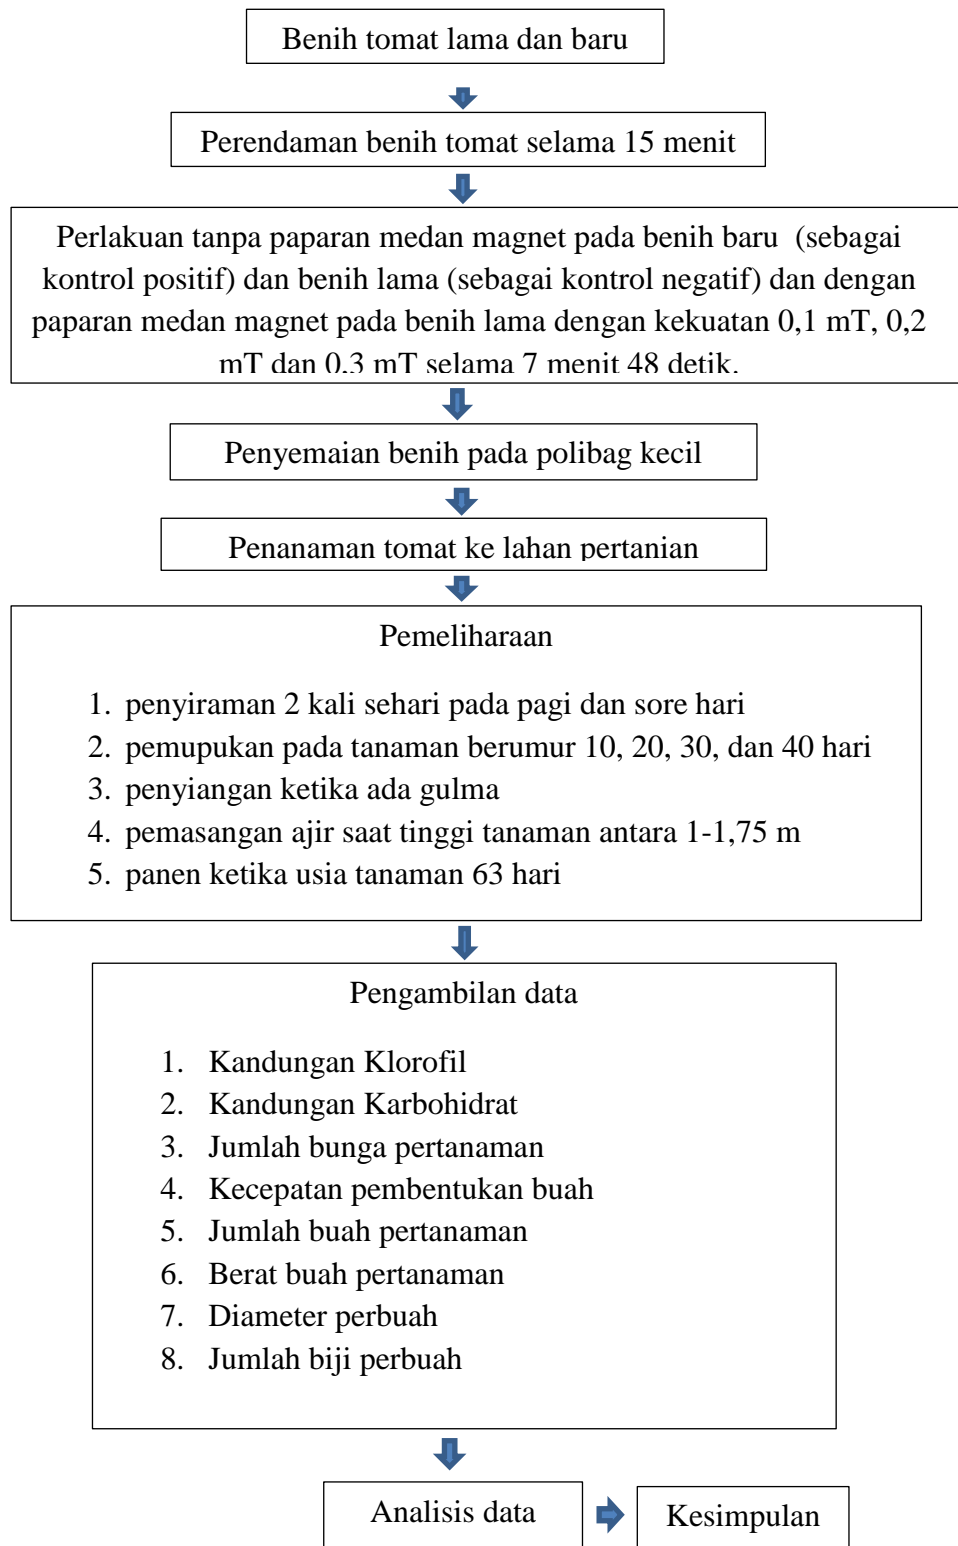 Benih tomat lama dan baru
Perendaman benih tomat selama 15 menit
Perlakuan tanpa paparan medan magnet pada benih baru (sebagai
kontrol positif) dan benih lama (sebagai kontrol negatif) dan dengan
paparan medan magnet pada benih lama dengan kekuatan 0,1 mT, 0,2
mT dan 0,3 mT selama 7 menit 48 detik.
Penyemaian benih pada polibag kecil
Penanaman tomat ke lahan pertanian
Pemeliharaan
1. penyiraman 2 kali sehari pada pagi dan sore hari
2. pemupukan pada tanaman berumur 10, 20, 30, dan 40 hari
3. penyiangan ketika ada gulma
4. pemasangan ajir saat tinggi tanaman antara 1-1,75 m
5. panen ketika usia tanaman 63 hari
Pengambilan data
1. Kandungan Klorofil
2. Kandungan Karbohidrat
3. Jumlah bunga pertanaman
4. Kecepatan pembentukan buah
5. Jumlah buah pertanaman
6. Berat buah pertanaman
7. Diameter perbuah
8. Jumlah biji perbuah
Analisis data
Kesimpulan